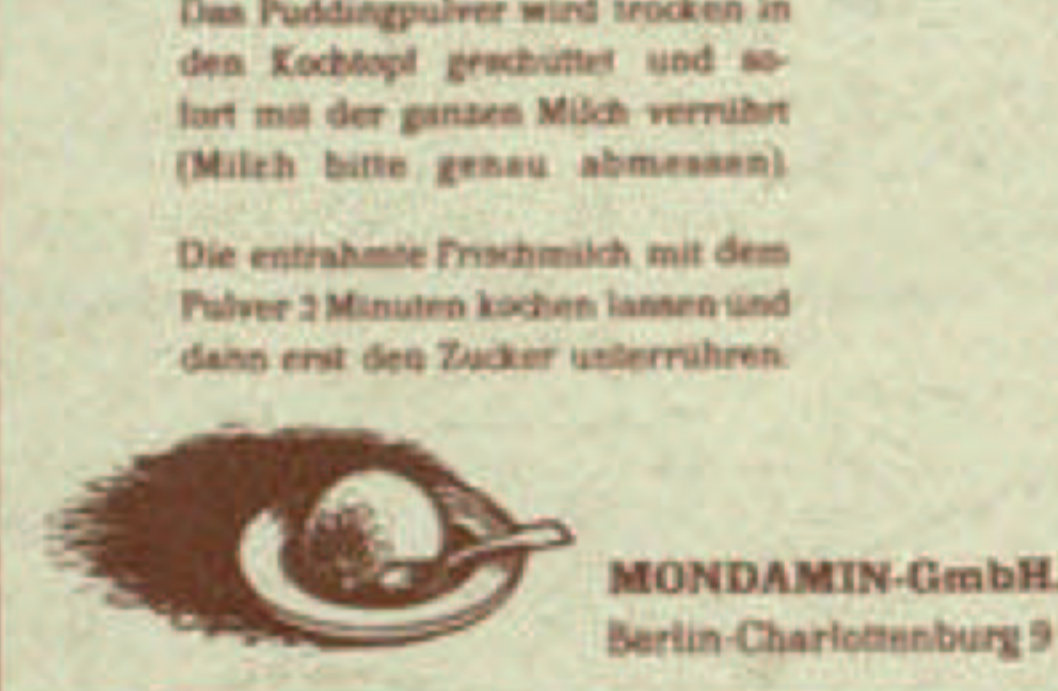 Das Puddingpulver wird trocken in
den Kochtopf geschüttet und so-
fort mit der ganzen Milch verrührt
(Milch bitte genau abmessen).
Die entrahmte Frischmilch mit dem
Pulver 2 Minuten kochen lassen und
dann erst den Zucker unterrühren.
MONDAMIN-GmbH.
Berlin-Charlottenburg 9